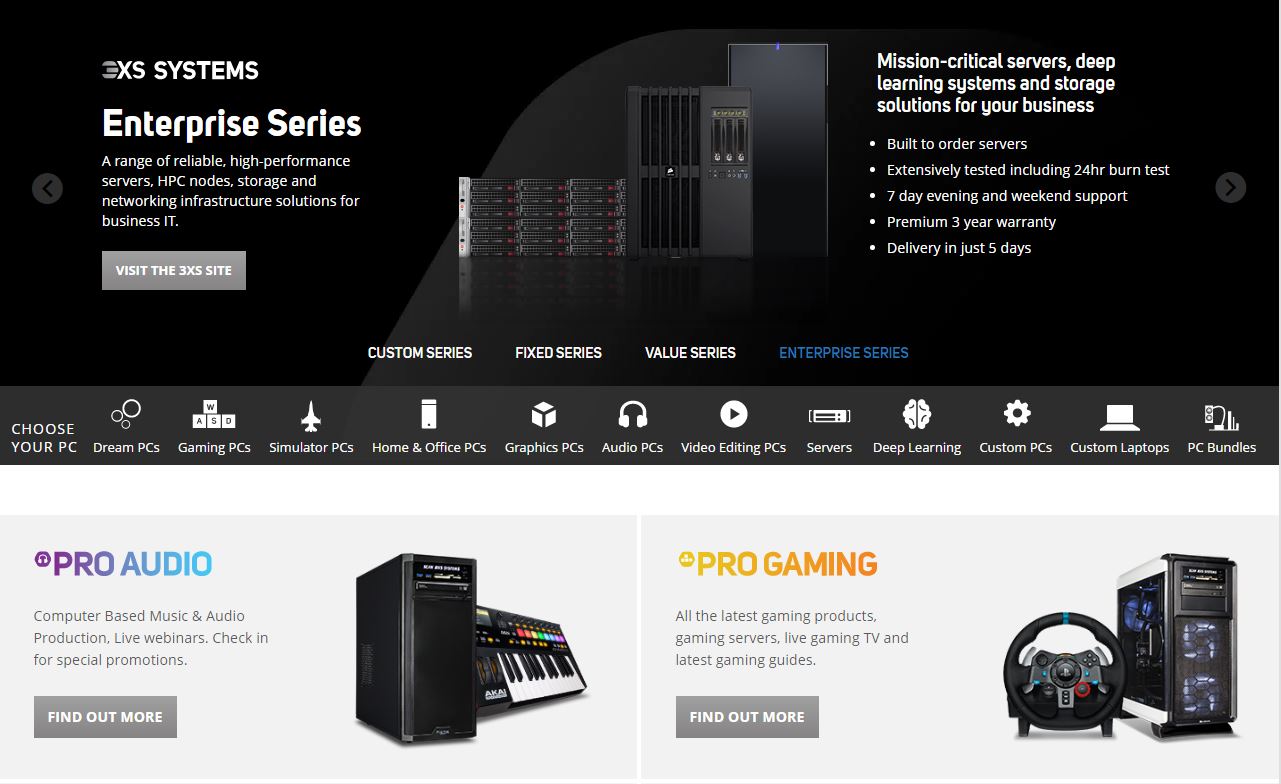 3XS SYSTEMS
Enterprise Series
A range of reliable, high-performance
servers, HPC nodes, storage and
networking infrastructure solutions for
business IT.
VISIT THE 3XS SITE
Mission-critical servers, deep
learning systems and storage
solutions for your business
Built to order servers
Extensively tested including 24hr burn test
7 day evening and weekend support
Premium 3 year warranty
Delivery in just 5 days
CUSTOM SERIES
FIXED SERIES
VALUE SERIES
ENTERPRISE SERIES
CHOOSE
YOUR PC
Dream PCs
W
A S D
Gaming PCs
Simulator PCs
Home & Office PCs
Graphics PCs
Audio PCs
Video Editing PCs
Servers
Deep Learning
Custom PCs
Custom Laptops
PC Bundles
PRO AUDIO
Computer Based Music & Audio
Production, Live webinars. Check in
for special promotions.
FIND OUT MORE
SCAN 3XS SYSTEMS
AKAI
PRO GAMING
All the latest gaming products,
gaming servers, live gaming TV and
latest gaming guides.
FIND OUT MORE
SCAN 3XS SYSTEMS